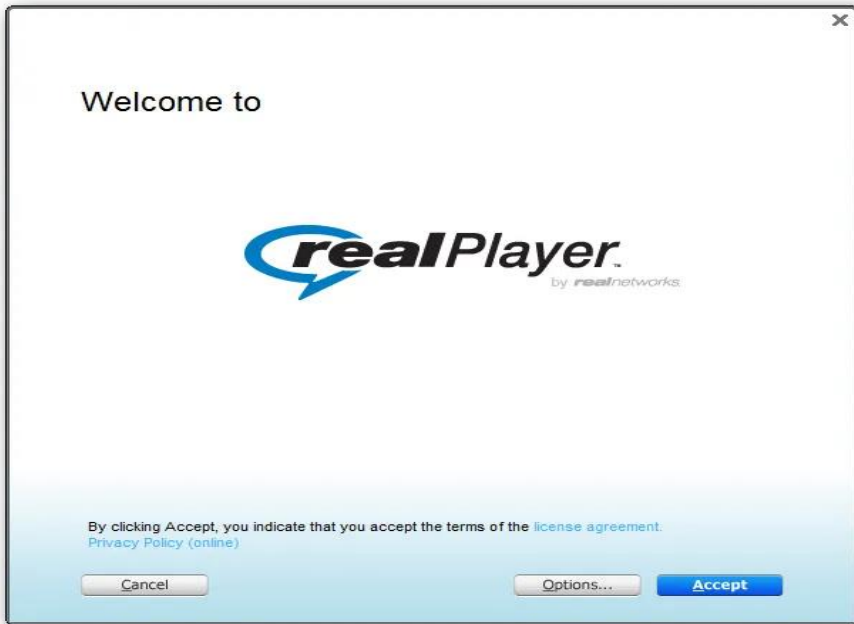 Welcome to
realPlayer™
by realnetworks
By clicking Accept, you indicate that you accept the terms of the license agreement.
Privacy Policy (online)
Cancel Options... Accept